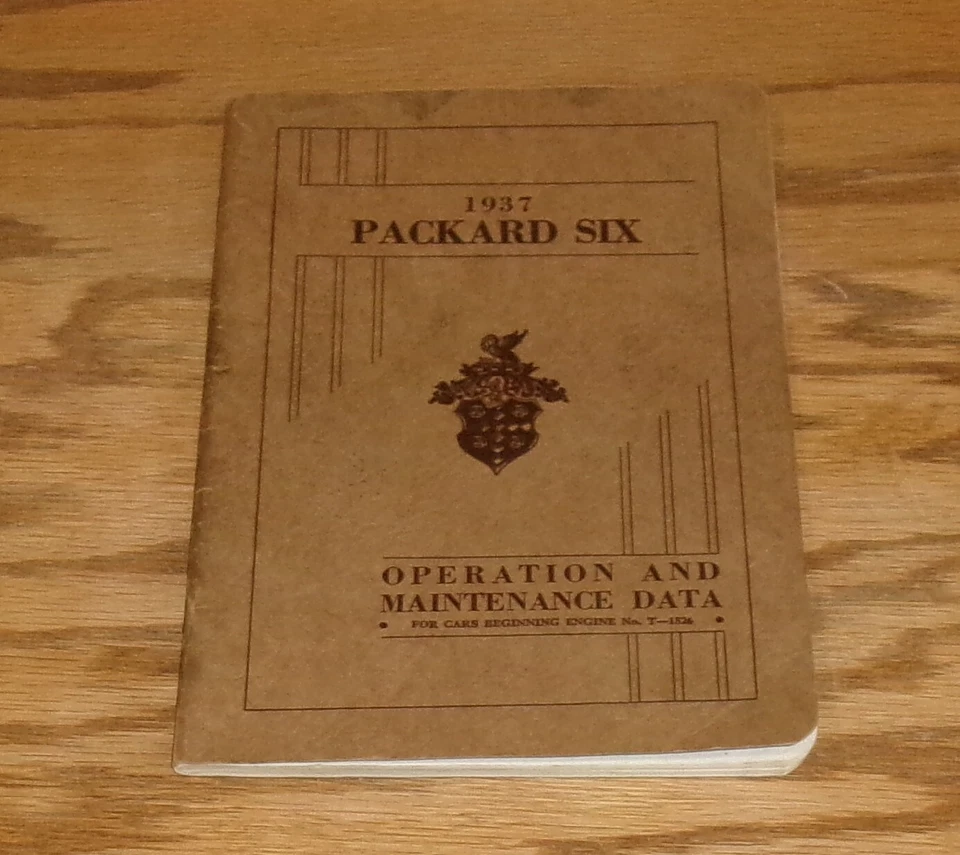 1937
PACKARD SIX
OPERATION AND
MAINTENANCE DATA
• FOR CARS BEGINNING ENGINE No. T—1526 •